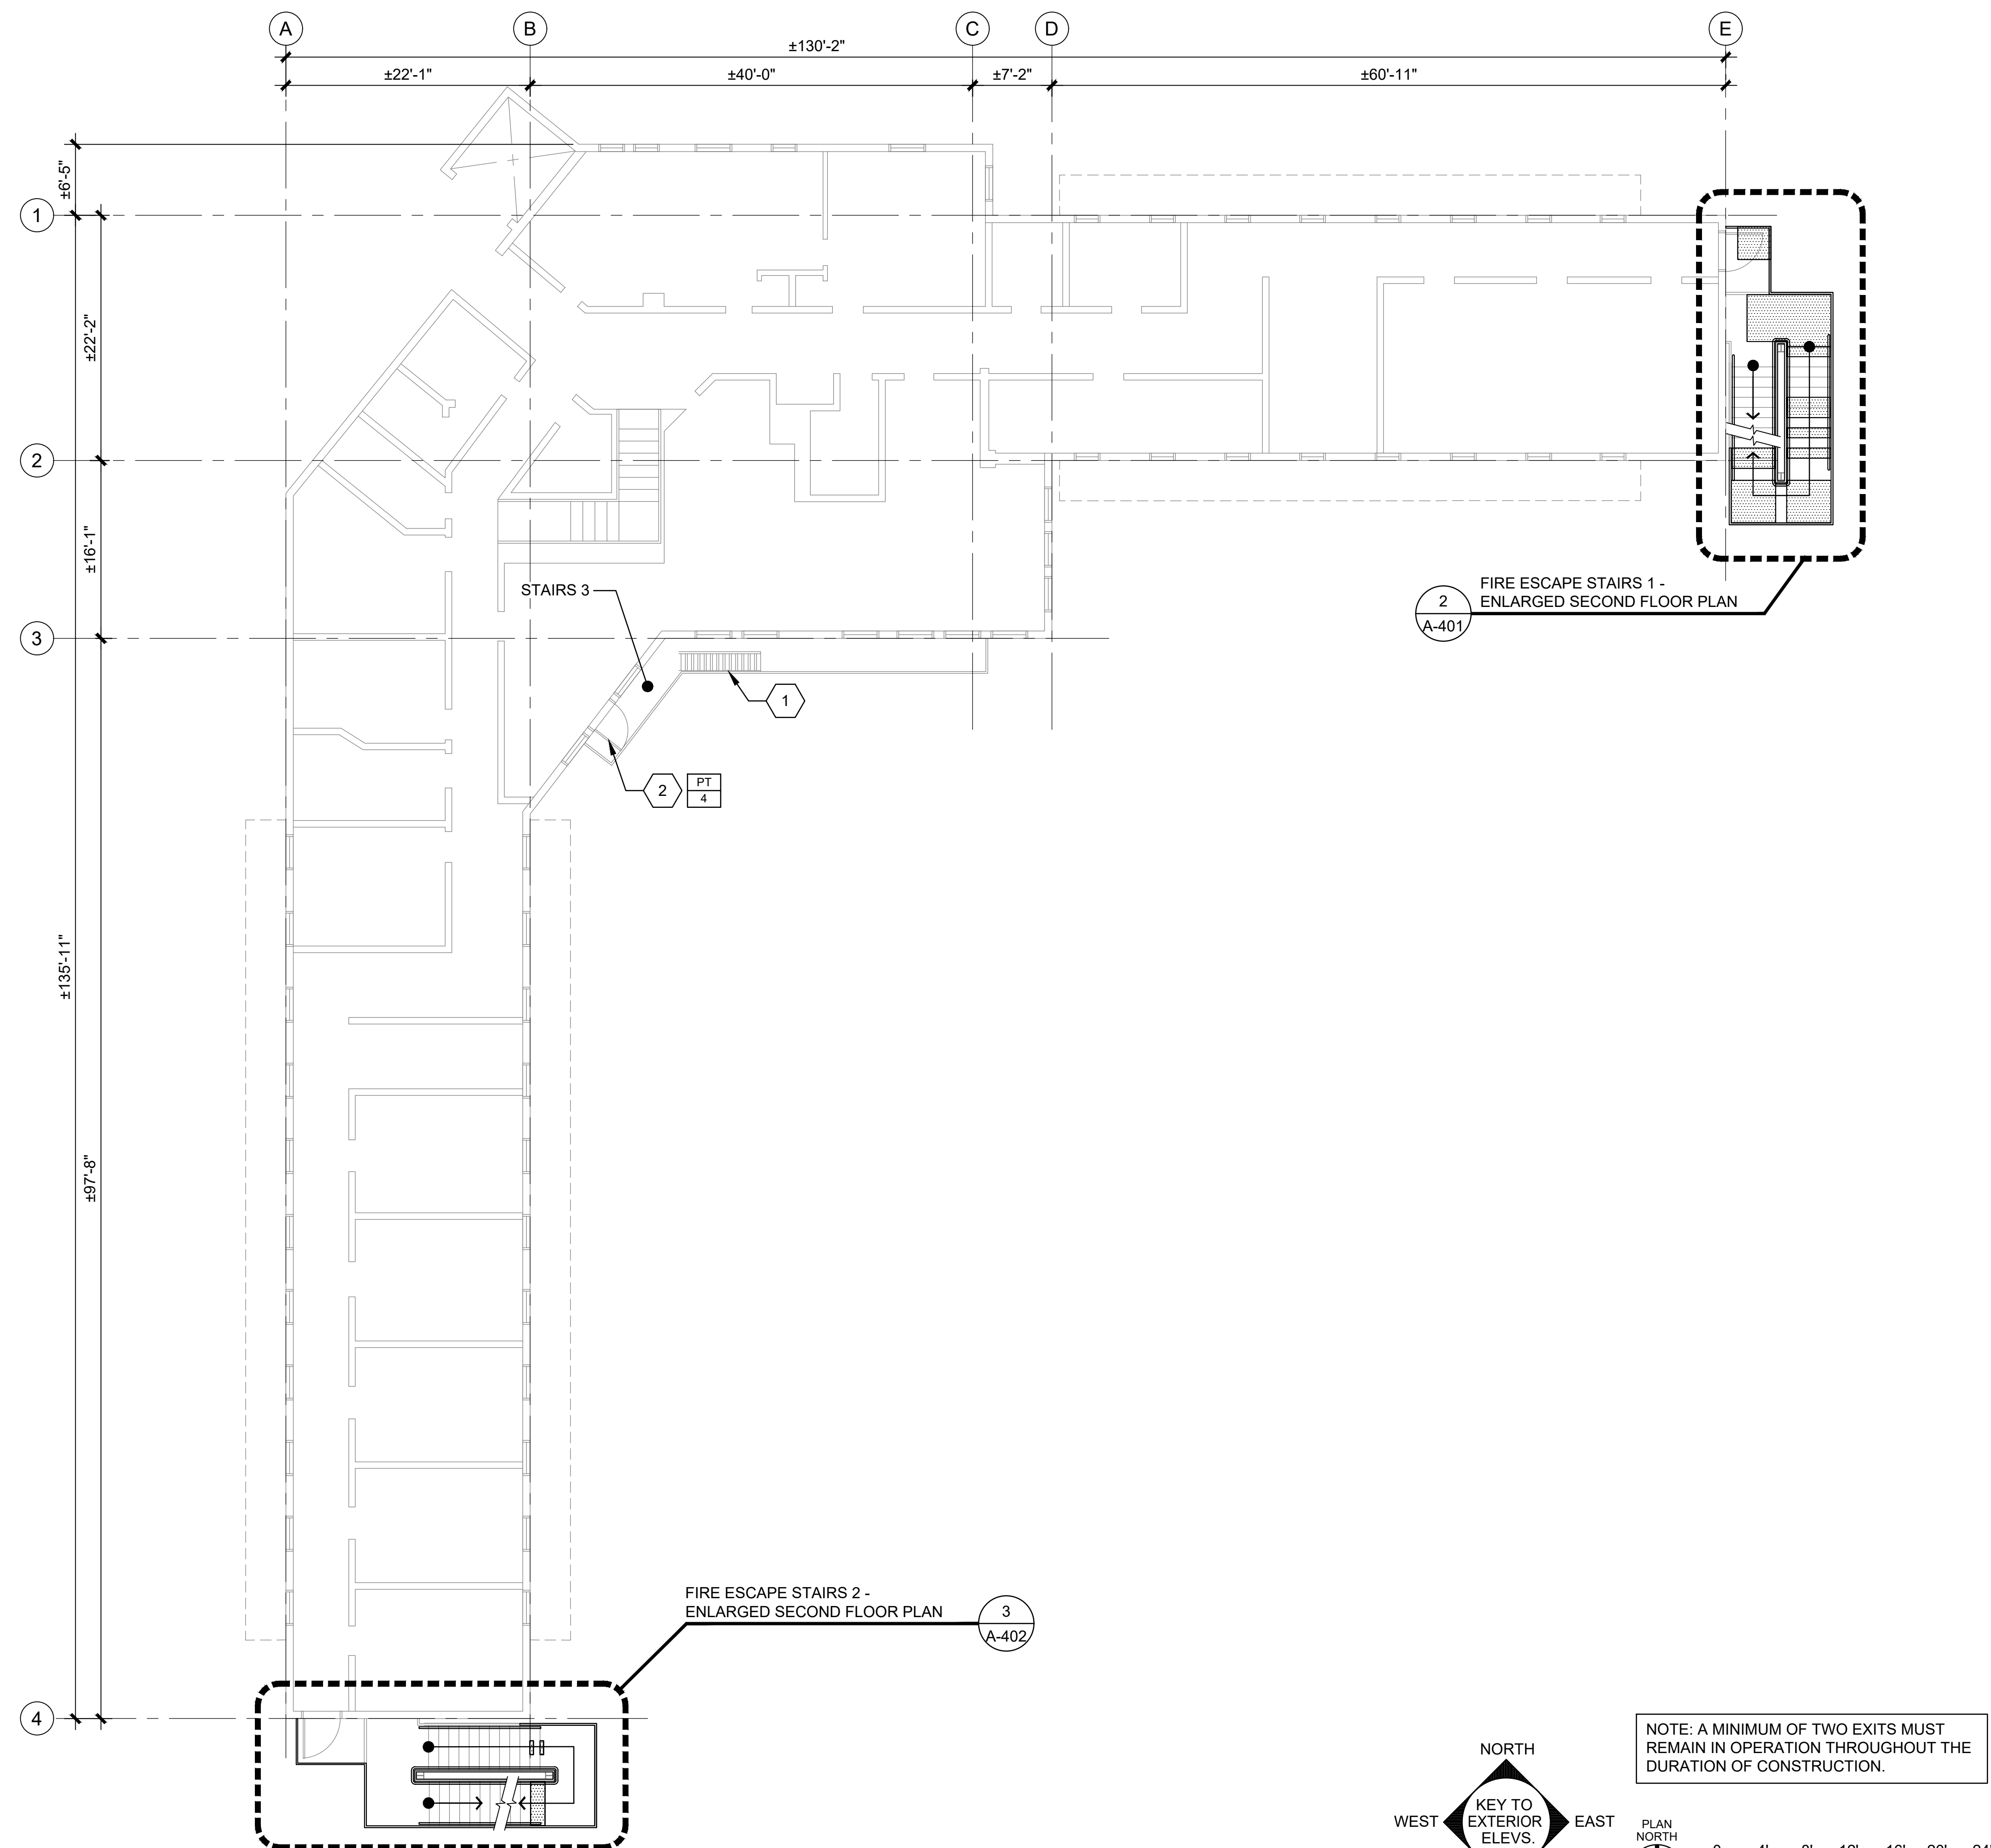 A
B
C
D
E
±130'-2"
±22'-1"
±40'-0"
±7'-2"
±60'-11"
±6'-5"
1
±22'-2"
2
±16'-1"
3
±135'-11"
±97'-8"
4
STAIRS 3
1
2
PT
4
2
A-401
FIRE ESCAPE STAIRS 1 -
ENLARGED SECOND FLOOR PLAN
FIRE ESCAPE STAIRS 2 -
ENLARGED SECOND FLOOR PLAN
3
A-402
NOTE: A MINIMUM OF TWO EXITS MUST
REMAIN IN OPERATION THROUGHOUT THE
DURATION OF CONSTRUCTION.
NORTH
WEST
KEY TO
EXTERIOR
ELEVS.
EAST
PLAN
NORTH